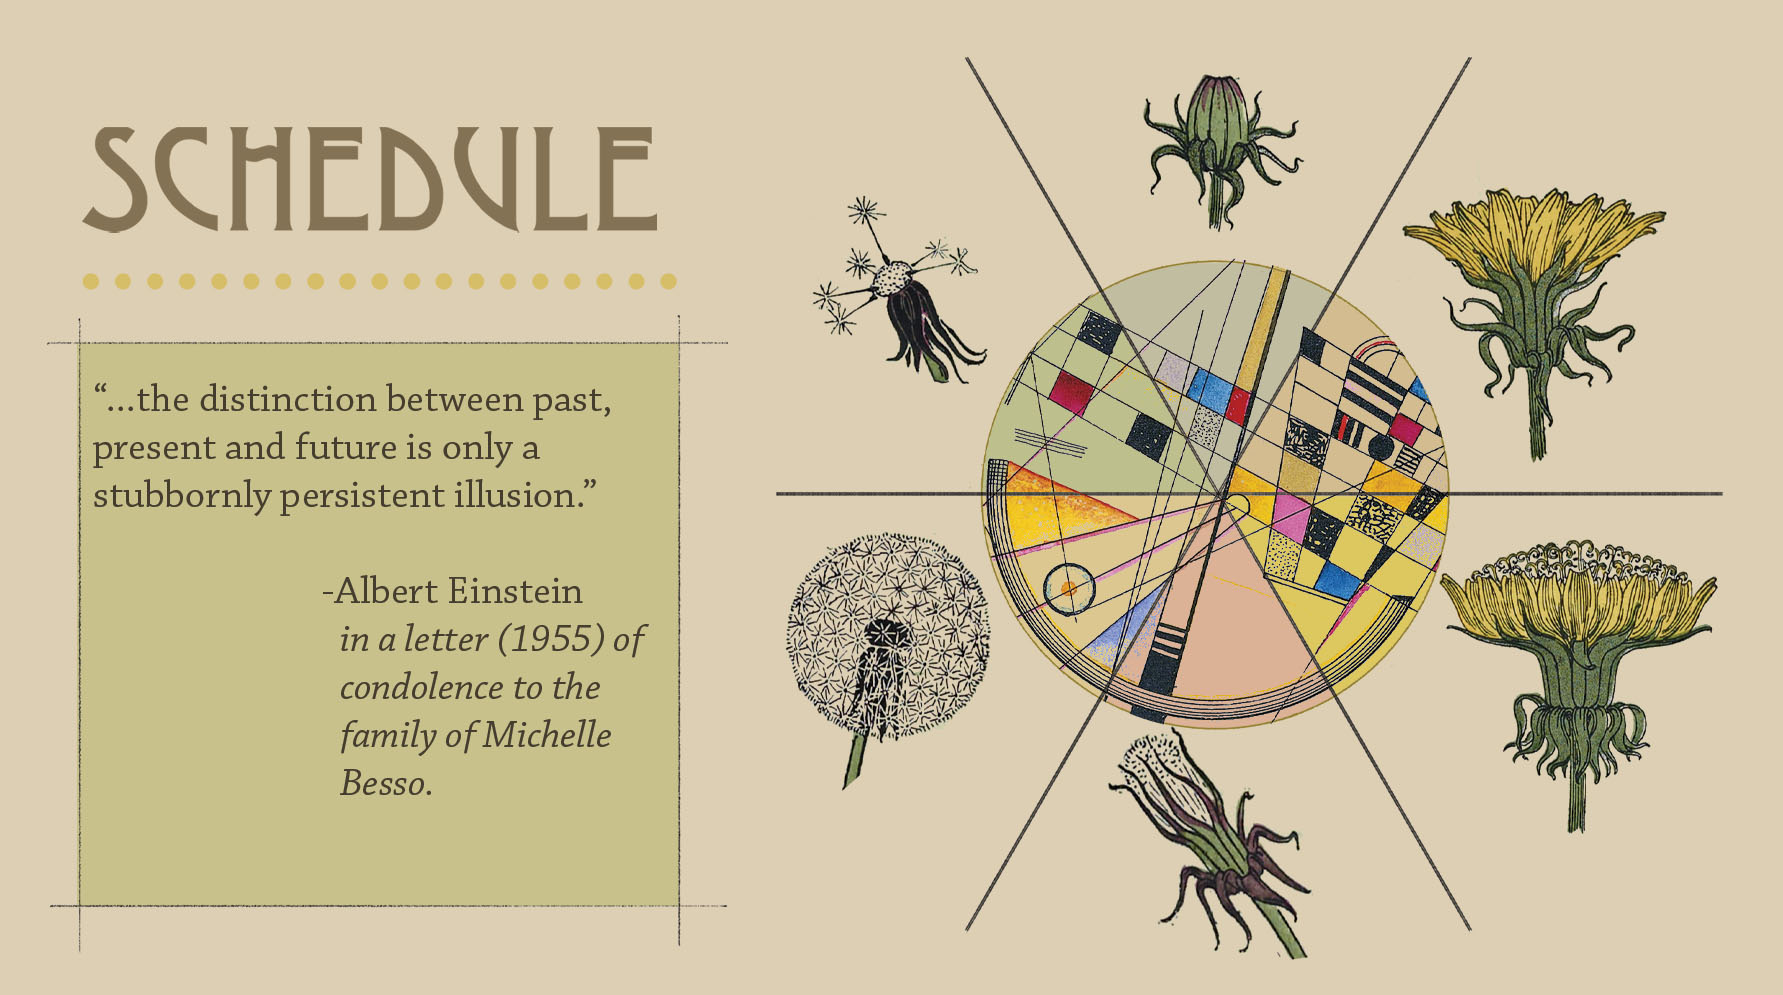 SCHEDULE
“...the distinction between past,
present and future is only a
stubbornly persistent illusion.”
-Albert Einstein
in a letter (1955) of
condolence to the
family of Michelle
Besso.